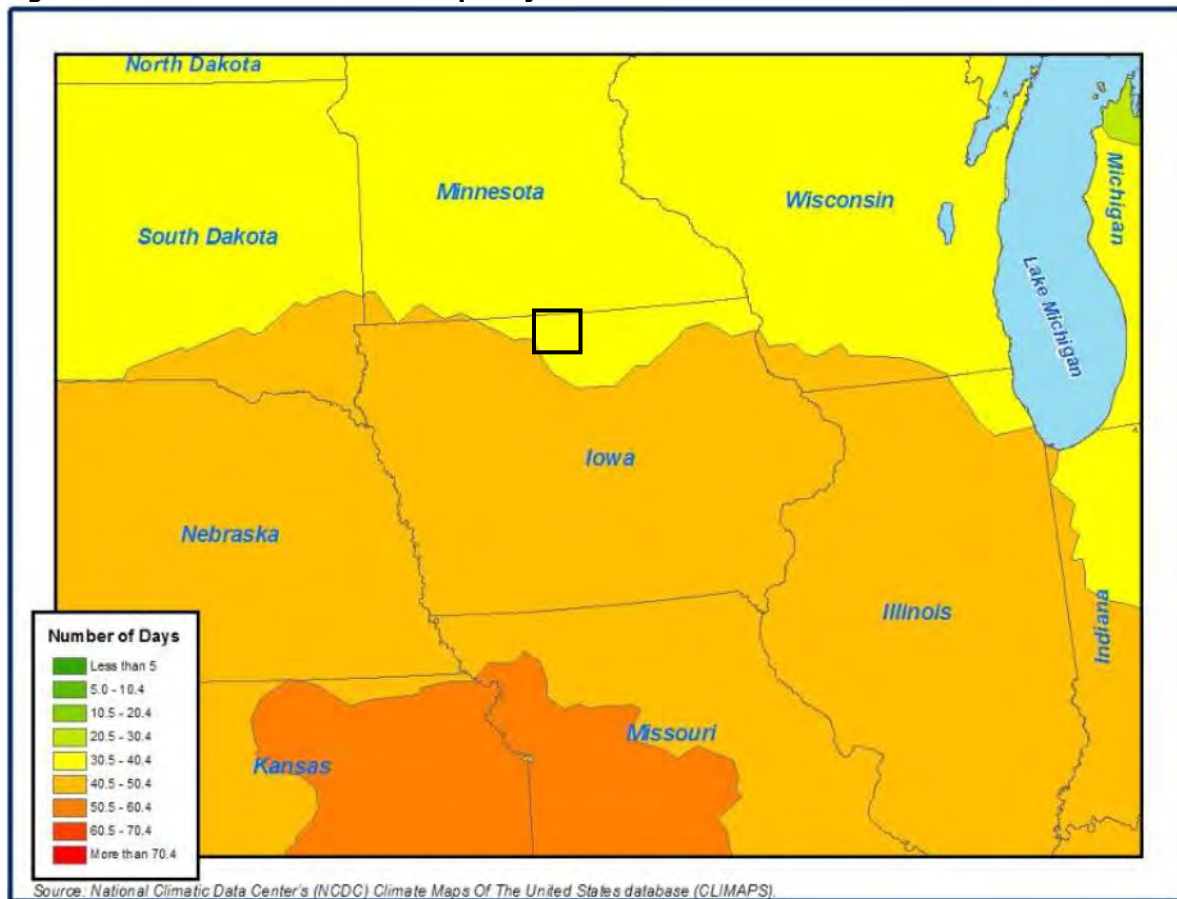 North Dakota
Minnesota
Wisconsin
Michigan
South Dakota
Lake Michigan
Iowa
Nebraska
Illinois
Indiana
Missouri
Kansas
Number of Days
Less than 5
5.0 - 10.4
10.5 - 20.4
20.5 - 30.4
30.5 - 40.4
40.5 - 50.4
50.5 - 60.4
60.5 - 70.4
More than 70.4
Source: National Climatic Data Center's (NCDC) Climate Maps Of The United States database (CLIMAPS).